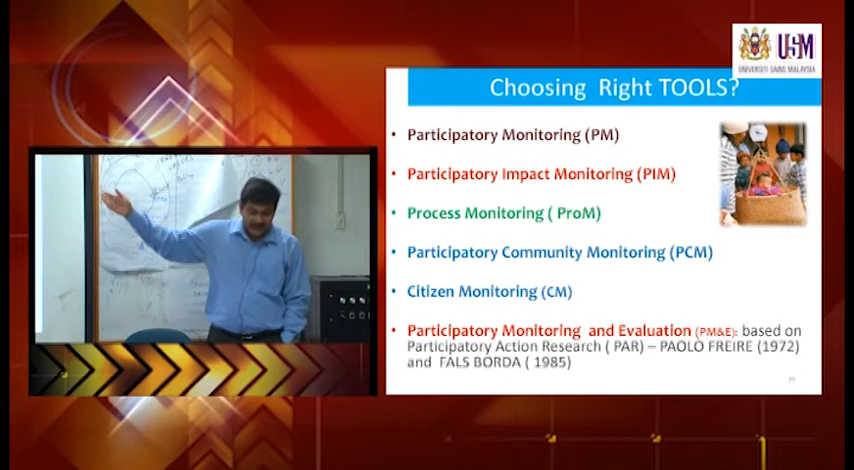 USM
UNIVERSITI SAINS MALAYSIA
Choosing Right TOOLS?
• Participatory Monitoring (PM)
• Participatory Impact Monitoring (PIM)
• Process Monitoring ( ProM)
• Participatory Community Monitoring (PCM)
• Citizen Monitoring (CM)
• Participatory Monitoring and Evaluation (PM&E): based on
Participatory Action Research ( PAR) – PAOLO FREIRE (1972)
and FALS BORDA ( 1985)